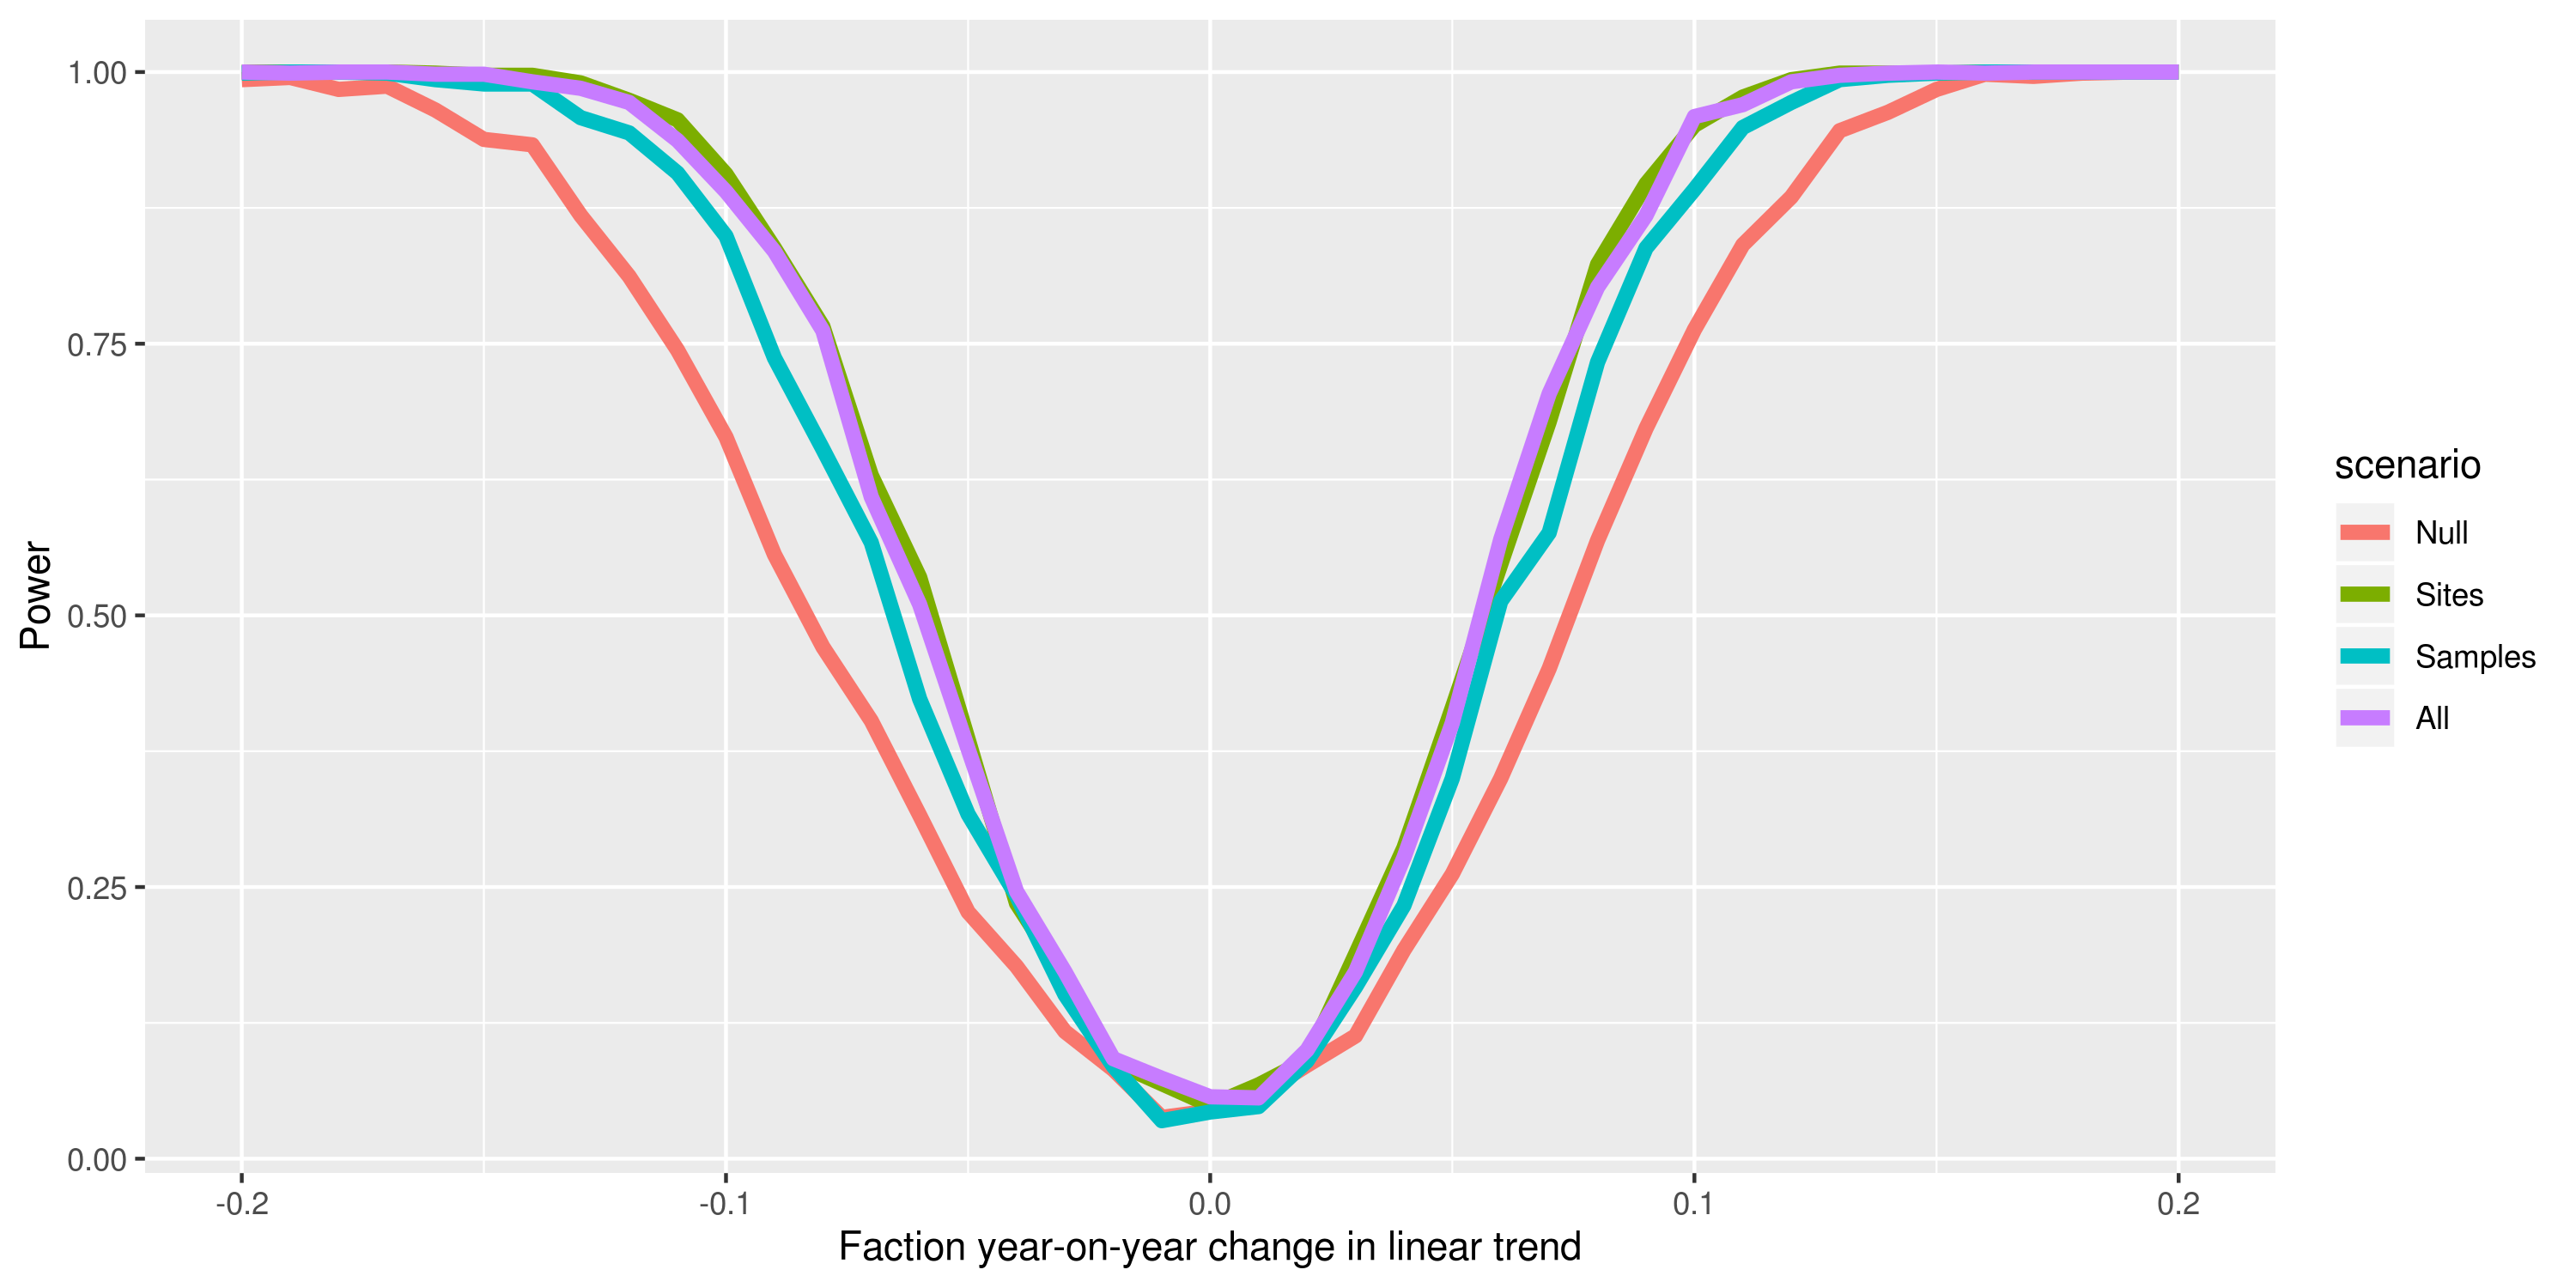 Power
1.00
0.75
0.50
0.25
0.00
-0.2 -0.1 0.0 0.1 0.2
Faction year-on-year change in linear trend
scenario
Null
Sites
Samples
All